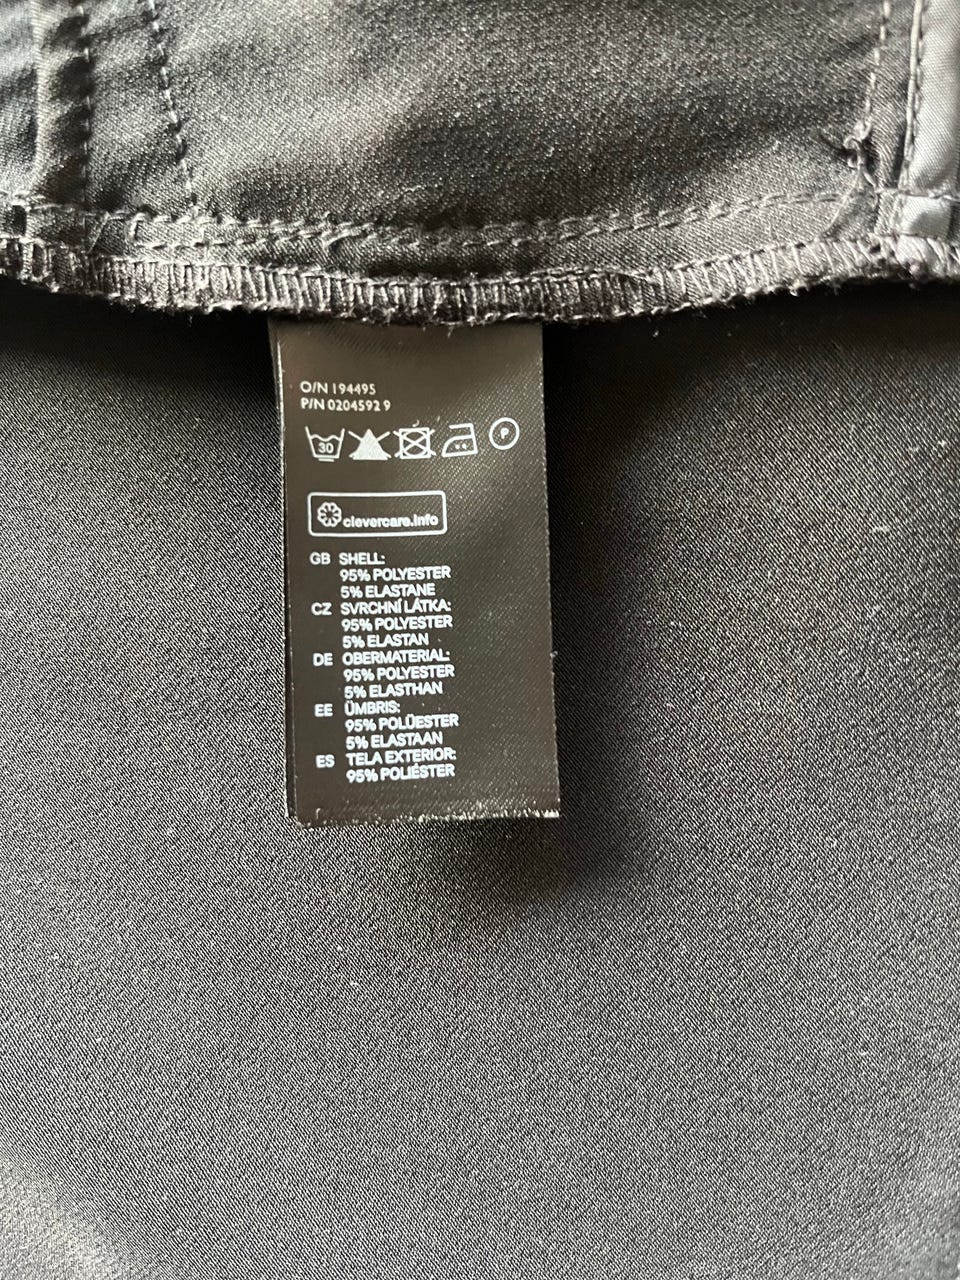 O/N 194495
P/N 0204592 9
30 P
clevercare.info
GB SHELL:
95% POLYESTER
5% ELASTANE
CZ SVRCHNÍ LÁTKA:
95% POLYESTER
5% ELASTAN
DE OBERMATERIAL:
95% POLYESTER
5% ELASTHAN
EE ÜMBRIS:
95% POLÜESTER
5% ELASTAAN
ES TELA EXTERIOR:
95% POLIÉSTER